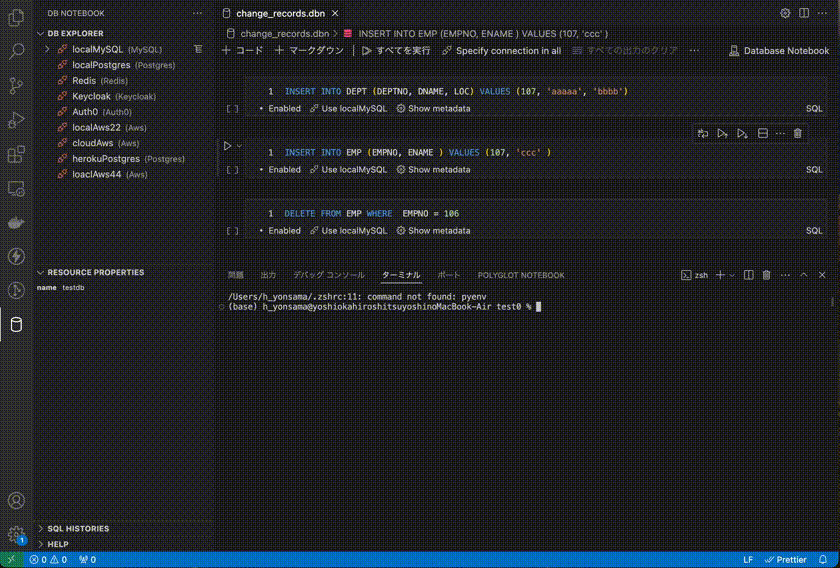 DB NOTEBOOK ···
change_records.dbn ×
DB EXPLORER
change_records.dbn > INSERT INTO EMP (EMPNO, ENAME ) VALUES (107, 'ccc' )
+ コード + マークダウン すべてを実行 Specify connection in all すべての出力のクリア ··· Database Notebook
localMySQL (MySQL)
localPostgres (Postgres)
Redis (Redis)
Keycloak (Keycloak)
Auth0 (Auth0)
localAws22 (Aws)
cloudAws (Aws)
herokuPostgres (Postgres)
loaclAws44 (Aws)
1 INSERT INTO DEPT (DEPTNO, DNAME, LOC) VALUES (107, 'aaaaa', 'bbbb')
[ ] • Enabled Use localMySQL Show metadata SQL
1 INSERT INTO EMP (EMPNO, ENAME ) VALUES (107, 'ccc' )
[ ] • Enabled Use localMySQL Show metadata SQL
1 DELETE FROM EMP WHERE EMPNO = 106
[ ] • Enabled Use localMySQL Show metadata SQL
RESOURCE PROPERTIES
name testdb
問題 出力 デバッグ コンソール ターミナル ポート POLYGLOT NOTEBOOK zsh
/Users/h_yonsama/.zshrc:11: command not found: pyenv
(base) h_yonsama@yoshiokahiroshitsuyoshinoMacBook-Air test0 %
SQL HISTORIES
HELP
1
0 0 0 LF Prettier